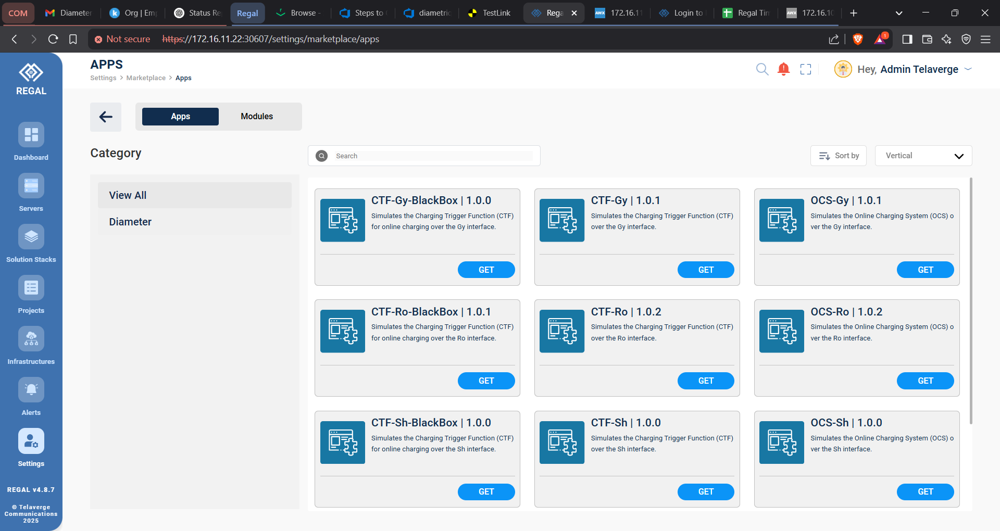 COM
Diameter
Org | Em
Status Re
Regal
Browse -
Steps to
diametric
TestLink
Rega
172.16.11
Login to
Regal Tim
172.16.10
Not secure
https://172.16.11.22:30607/settings/marketplace/apps
1
REGAL
APPS
Settings > Marketplace > Apps
Hey, Admin Telaverge
Apps
Modules
Category
Search
Sort by
Vertical
View All
Diameter
Dashboard
Servers
Solution Stacks
Projects
Infrastructures
Alerts
Settings
REGAL v4.8.7
© Telaverge
Communications
2025
CTF-Gy-BlackBox | 1.0.0
Simulates the Charging Trigger Function (CTF)
for online charging over the Gy interface.
GET
CTF-Gy | 1.0.1
Simulates the Charging Trigger Function (CTF)
over the Gy interface.
GET
OCS-Gy | 1.0.1
Simulates the Online Charging System (OCS) o
ver the Gy interface.
GET
CTF-Ro-BlackBox | 1.0.1
Simulates the Charging Trigger Function (CTF)
for online charging over the Ro interface.
GET
CTF-Ro | 1.0.2
Simulates the Charging Trigger Function (CTF)
over the Ro interface.
GET
OCS-Ro | 1.0.2
Simulates the Online Charging System (OCS) o
ver the Ro interface.
GET
CTF-Sh-BlackBox | 1.0.0
Simulates the Charging Trigger Function (CTF)
for online charging over the Sh interface.
GET
CTF-Sh | 1.0.0
Simulates the Charging Trigger Function (CTF)
over the Sh interface.
GET
OCS-Sh | 1.0.0
Simulates the Online Charging System (OCS) o
ver the Sh interface.
GET